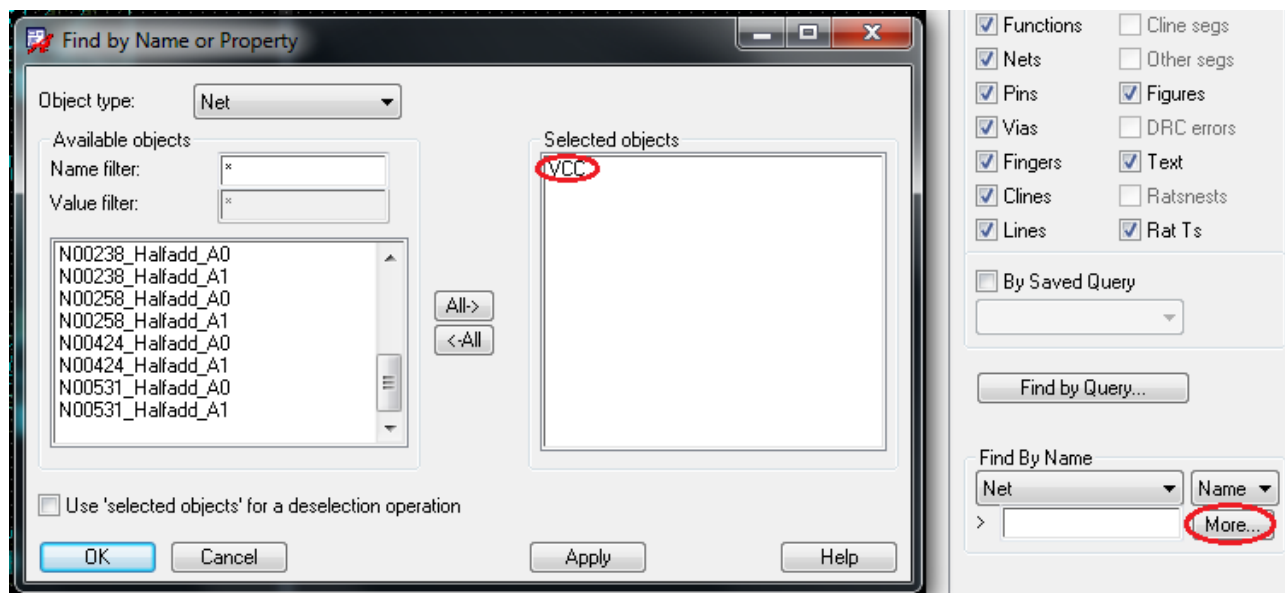 Find by Name or Property
Object type: Net
Available objects
Name filter: *
Value filter: *
N00238_Halfadd_A0
N00238_Halfadd_A1
N00258_Halfadd_A0
N00258_Halfadd_A1
N00424_Halfadd_A0
N00424_Halfadd_A1
N00531_Halfadd_A0
N00531_Halfadd_A1
All->
<-All
Selected objects
VCC
Use 'selected objects' for a deselection operation
OK Cancel Apply Help
Functions Cline segs
Nets Other segs
Pins Figures
Vias DRC errors
Fingers Text
Clines Ratsnests
Lines Rat Ts
By Saved Query
Find by Query...
Find By Name
Net Name
> More...